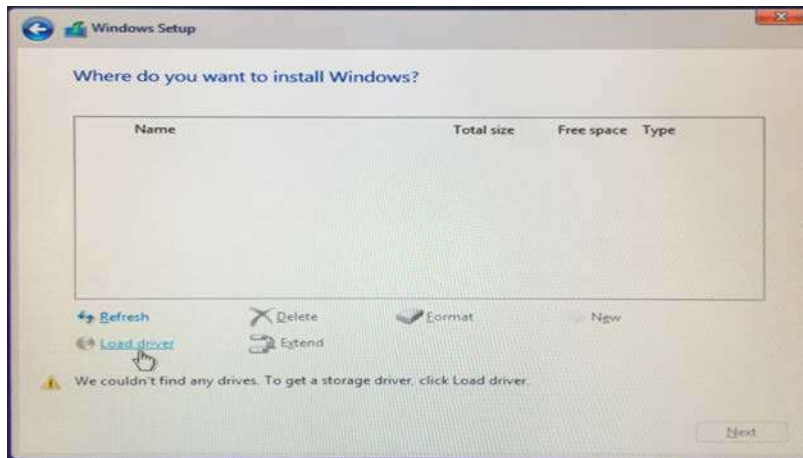 Windows Setup
Where do you want to install Windows?
Name Total size Free space Type
Refresh Delete Format New
Load driver Extend
We couldn't find any drives. To get a storage driver, click Load driver.
Next